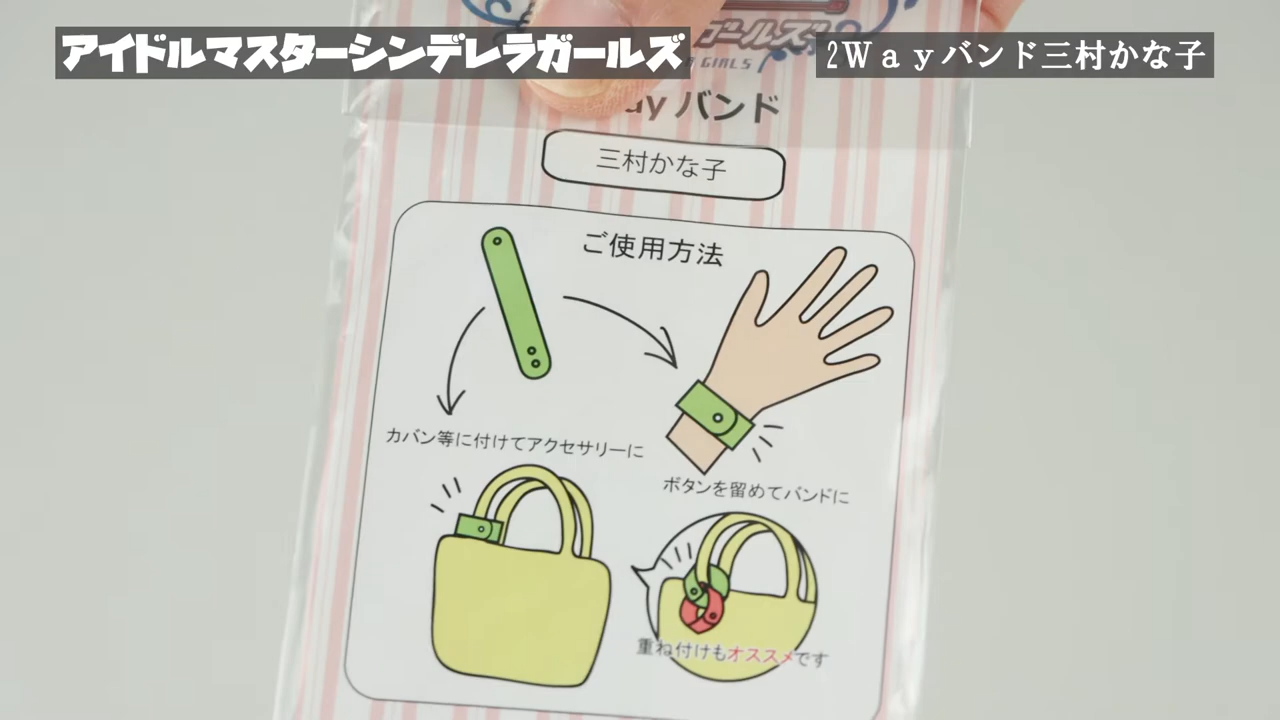 アイドルマスターシンデレラガールズ
2Wayバンド三村かな子
ガールズ
GIRLS
ay バンド
三村かな子
ご使用方法
カバン等に付けてアクセサリーに
ボタンを留めてバンドに
重ね付けもオススメです